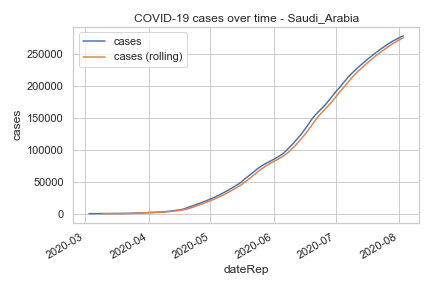 COVID-19 cases over time - Saudi_Arabia
cases
cases (rolling)
250000
200000
150000
100000
50000
0
cases
2020-03
2020-04
2020-05
2020-06
2020-07
2020-08
dateRep